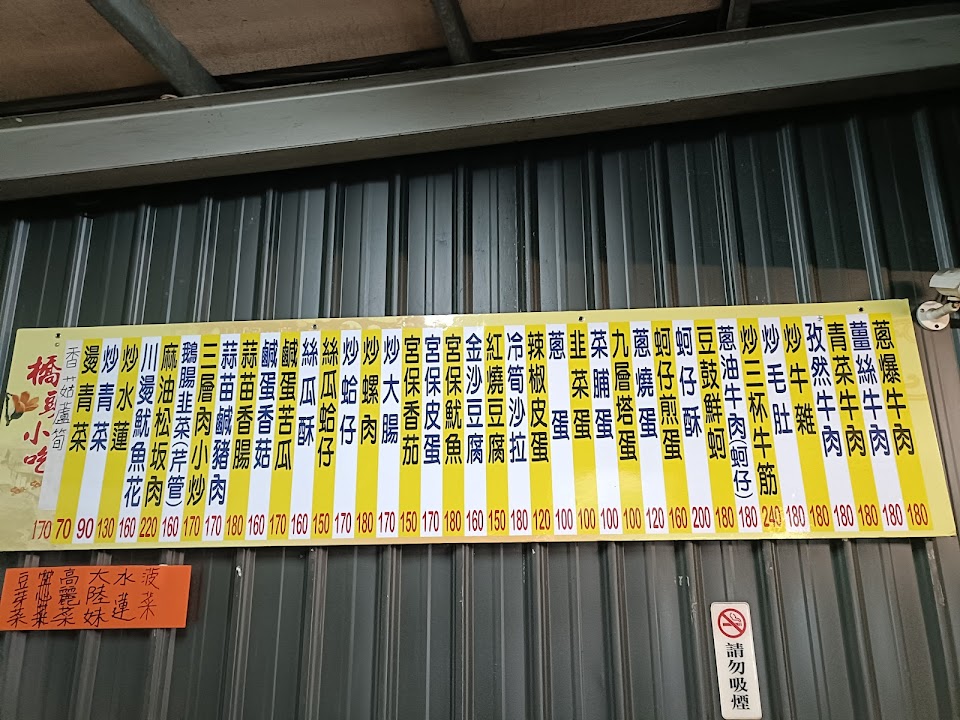 蔥爆牛肉 180
薑絲牛肉 180
青菜牛肉 180
孜然牛肉 180
炒牛雜 180
炒毛肚 180
炒三杯牛筋 240
蔥油牛肉(蚵仔) 180
豆鼓鮮蚵 180
蚵仔酥 200
蚵仔煎蛋 160
蔥燒蛋 120
九層塔蛋 100
菜脯蛋 100
韭菜蛋 100
蔥蛋 100
辣椒皮蛋 120
冷筍沙拉 180
紅燒豆腐 150
金沙豆腐 160
宮保魷魚 180
宮保皮蛋 170
宮保香茄 150
炒大腸 170
炒螺肉 180
炒蛤仔 170
絲瓜蛤仔 150
絲瓜酥 160
鹹蛋苦瓜 170
鹹蛋香菇 160
蒜苗香腸 180
蒜苗鹹豬肉 170
三層肉小炒 170
鵝腸韭菜(芹管) 160
麻油松坂肉 220
川燙魷魚花 160
炒水蓮 130
炒青菜 90
燙青菜 70
香菇蘆筍 170
橋頭小吃
菠菜
水蓮
大陸妹
高麗菜
豆芽菜
請勿吸煙